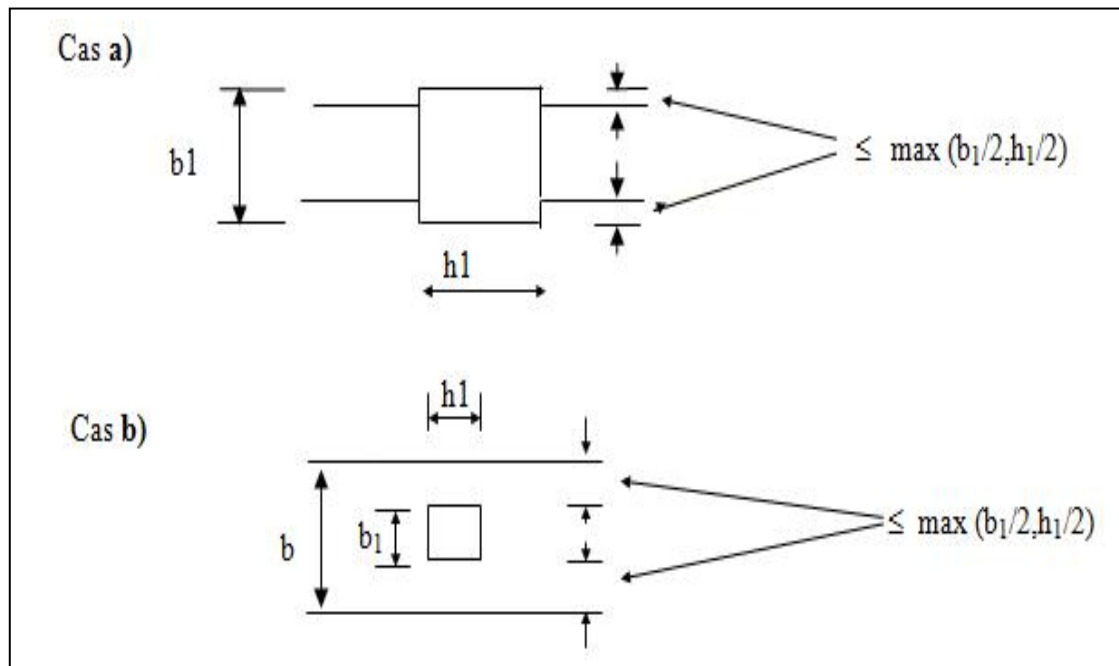 Cas a)
b1
≤ max (b₁/2,h₁/2)
h1
h1
Cas b)
b
b₁
≤ max (b₁/2,h₁/2)